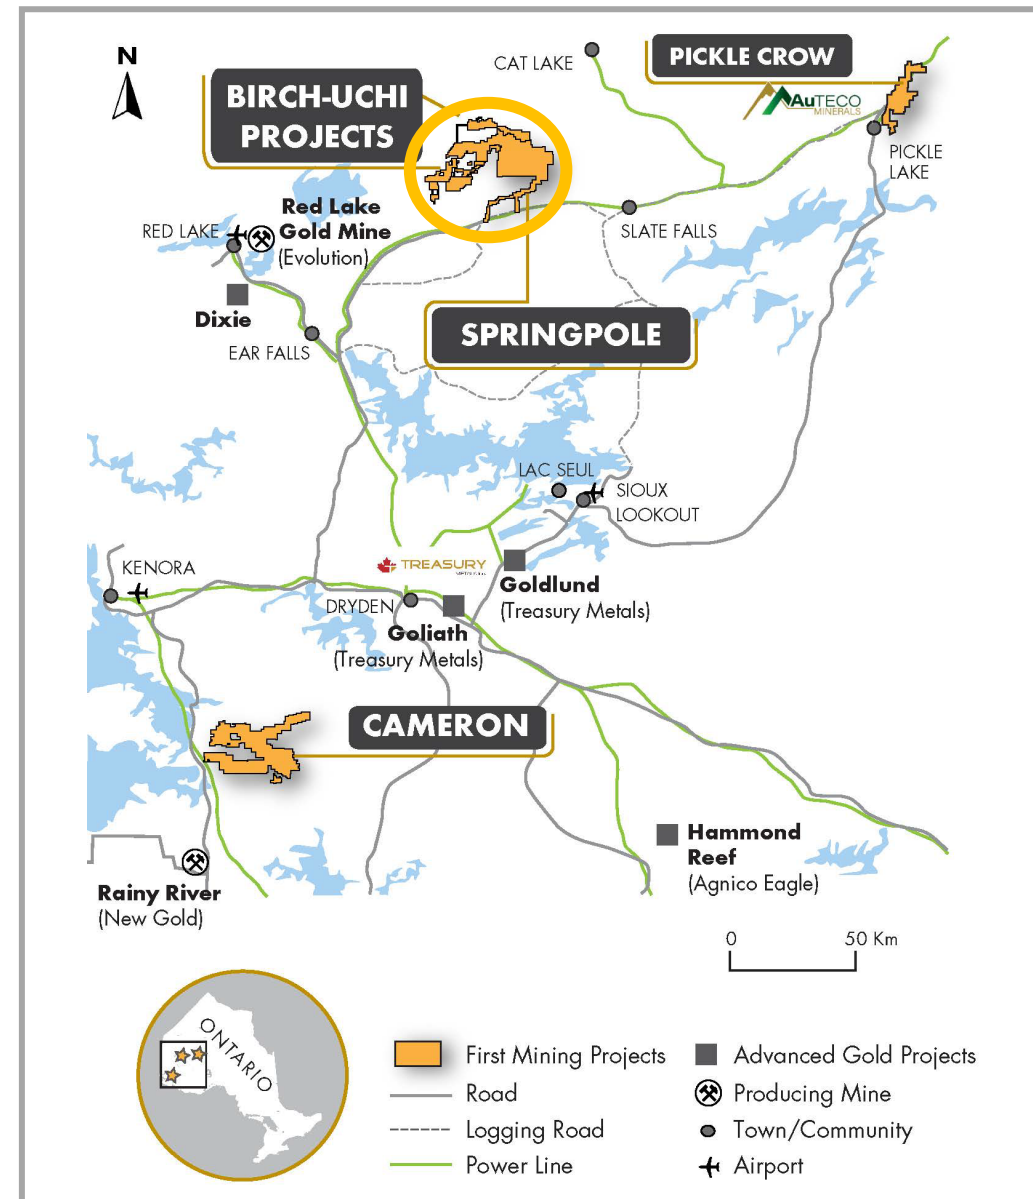 N
CAT LAKE
PICKLE CROW
AuTECO
MINERALS
BIRCH-UCHI
PROJECTS
PICKLE
LAKE
RED LAKE
Red Lake
Gold Mine
(Evolution)
SLATE FALLS
Dixie
SPRINGPOLE
EAR FALLS
LAC SEUL
SIOUX
LOOKOUT
KENORA
TREASURY
Goldlund
(Treasury Metals)
DRYDEN
Goliath
(Treasury Metals)
CAMERON
Hammond
Reef
(Agnico Eagle)
Rainy River
(New Gold)
0 50 Km
ONTARIO
First Mining Projects
Road
Logging Road
Power Line
Advanced Gold Projects
Producing Mine
Town/Community
Airport